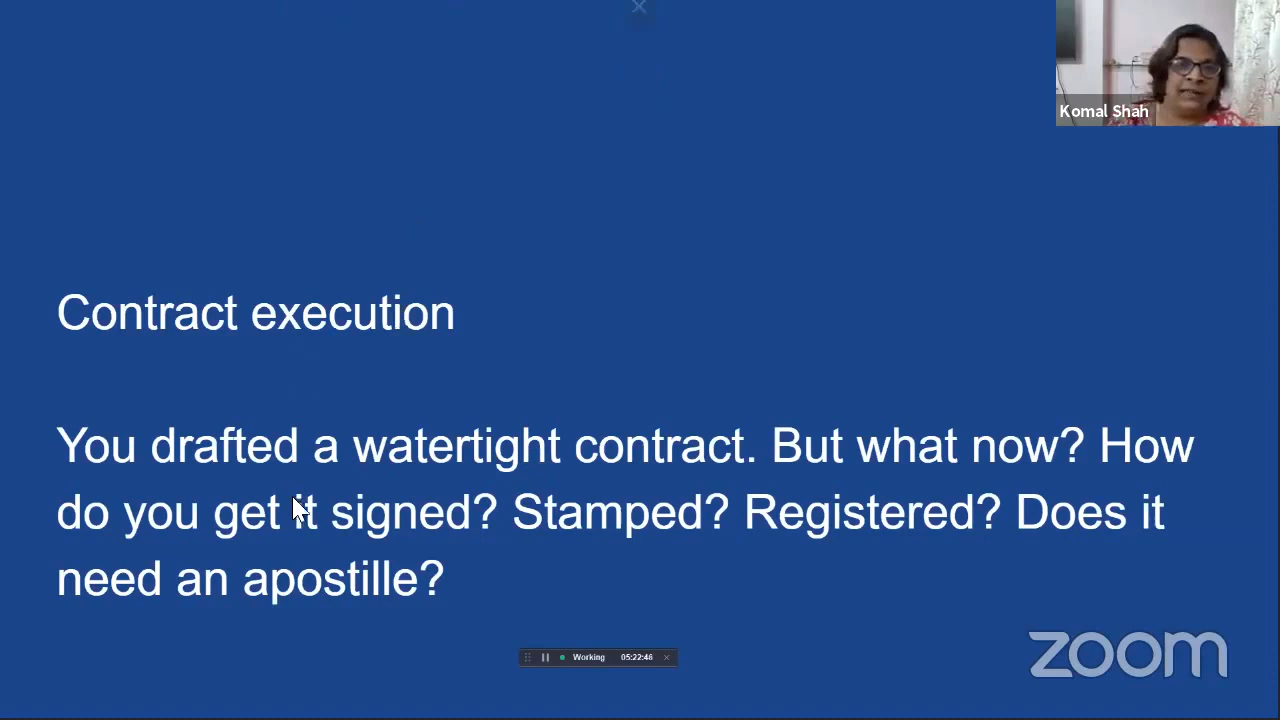 Komal Shah
Contract execution
You drafted a watertight contract. But what now? How
do you get it signed? Stamped? Registered? Does it
need an apostille?
Working 05:22:46
zoom